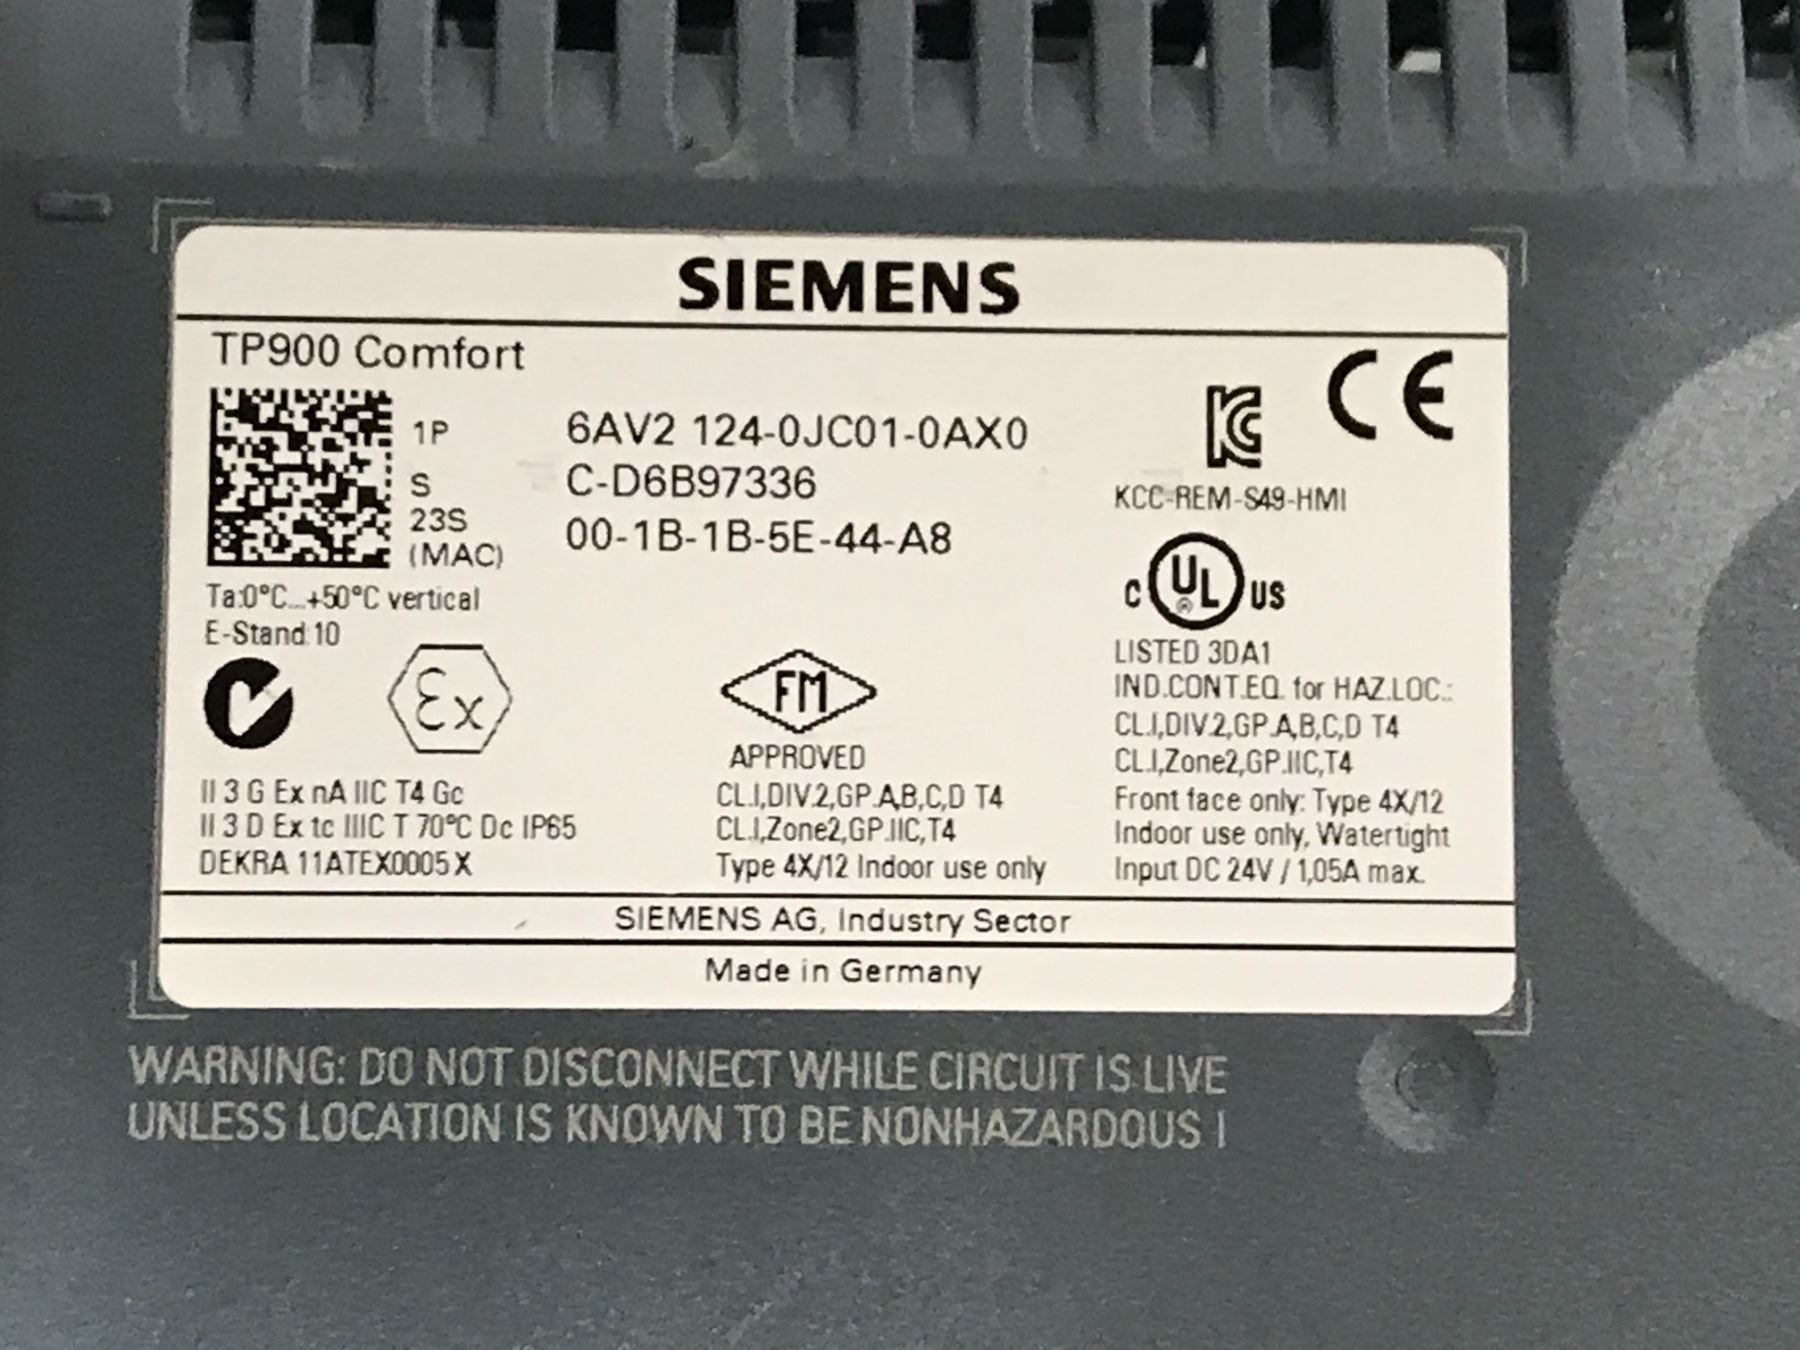 SIEMENS
TP900 Comfort
1P 6AV2 124-0JC01-0AX0
S C-D6B97336
23S
(MAC) 00-1B-1B-5E-44-A8
Ta:0°C...+50°C vertical
E-Stand:10
Ex
II 3 G Ex nA IIC T4 Gc
II 3 D Ex tc IIIC T 70°C Dc IP65
DEKRA 11ATEX0005 X
FM
APPROVED
CL.I,DIV.2,GP.A,B,C,D T4
CL.I,Zone2,GP.IIC,T4
Type 4X/12 Indoor use only
KC
CE
KCC-REM-S49-HMI
C UL ® US
LISTED 3DA1
IND.CONT.EQ. for HAZ.LOC.:
CL.I,DIV.2,GP.A,B,C,D T4
CL.I,Zone2,GP.IIC,T4
Front face only: Type 4X/12
Indoor use only, Watertight
Input DC 24V / 1,05A max.
SIEMENS AG, Industry Sector
Made in Germany
WARNING: DO NOT DISCONNECT WHILE CIRCUIT IS LIVE
UNLESS LOCATION IS KNOWN TO BE NONHAZARDOUS !